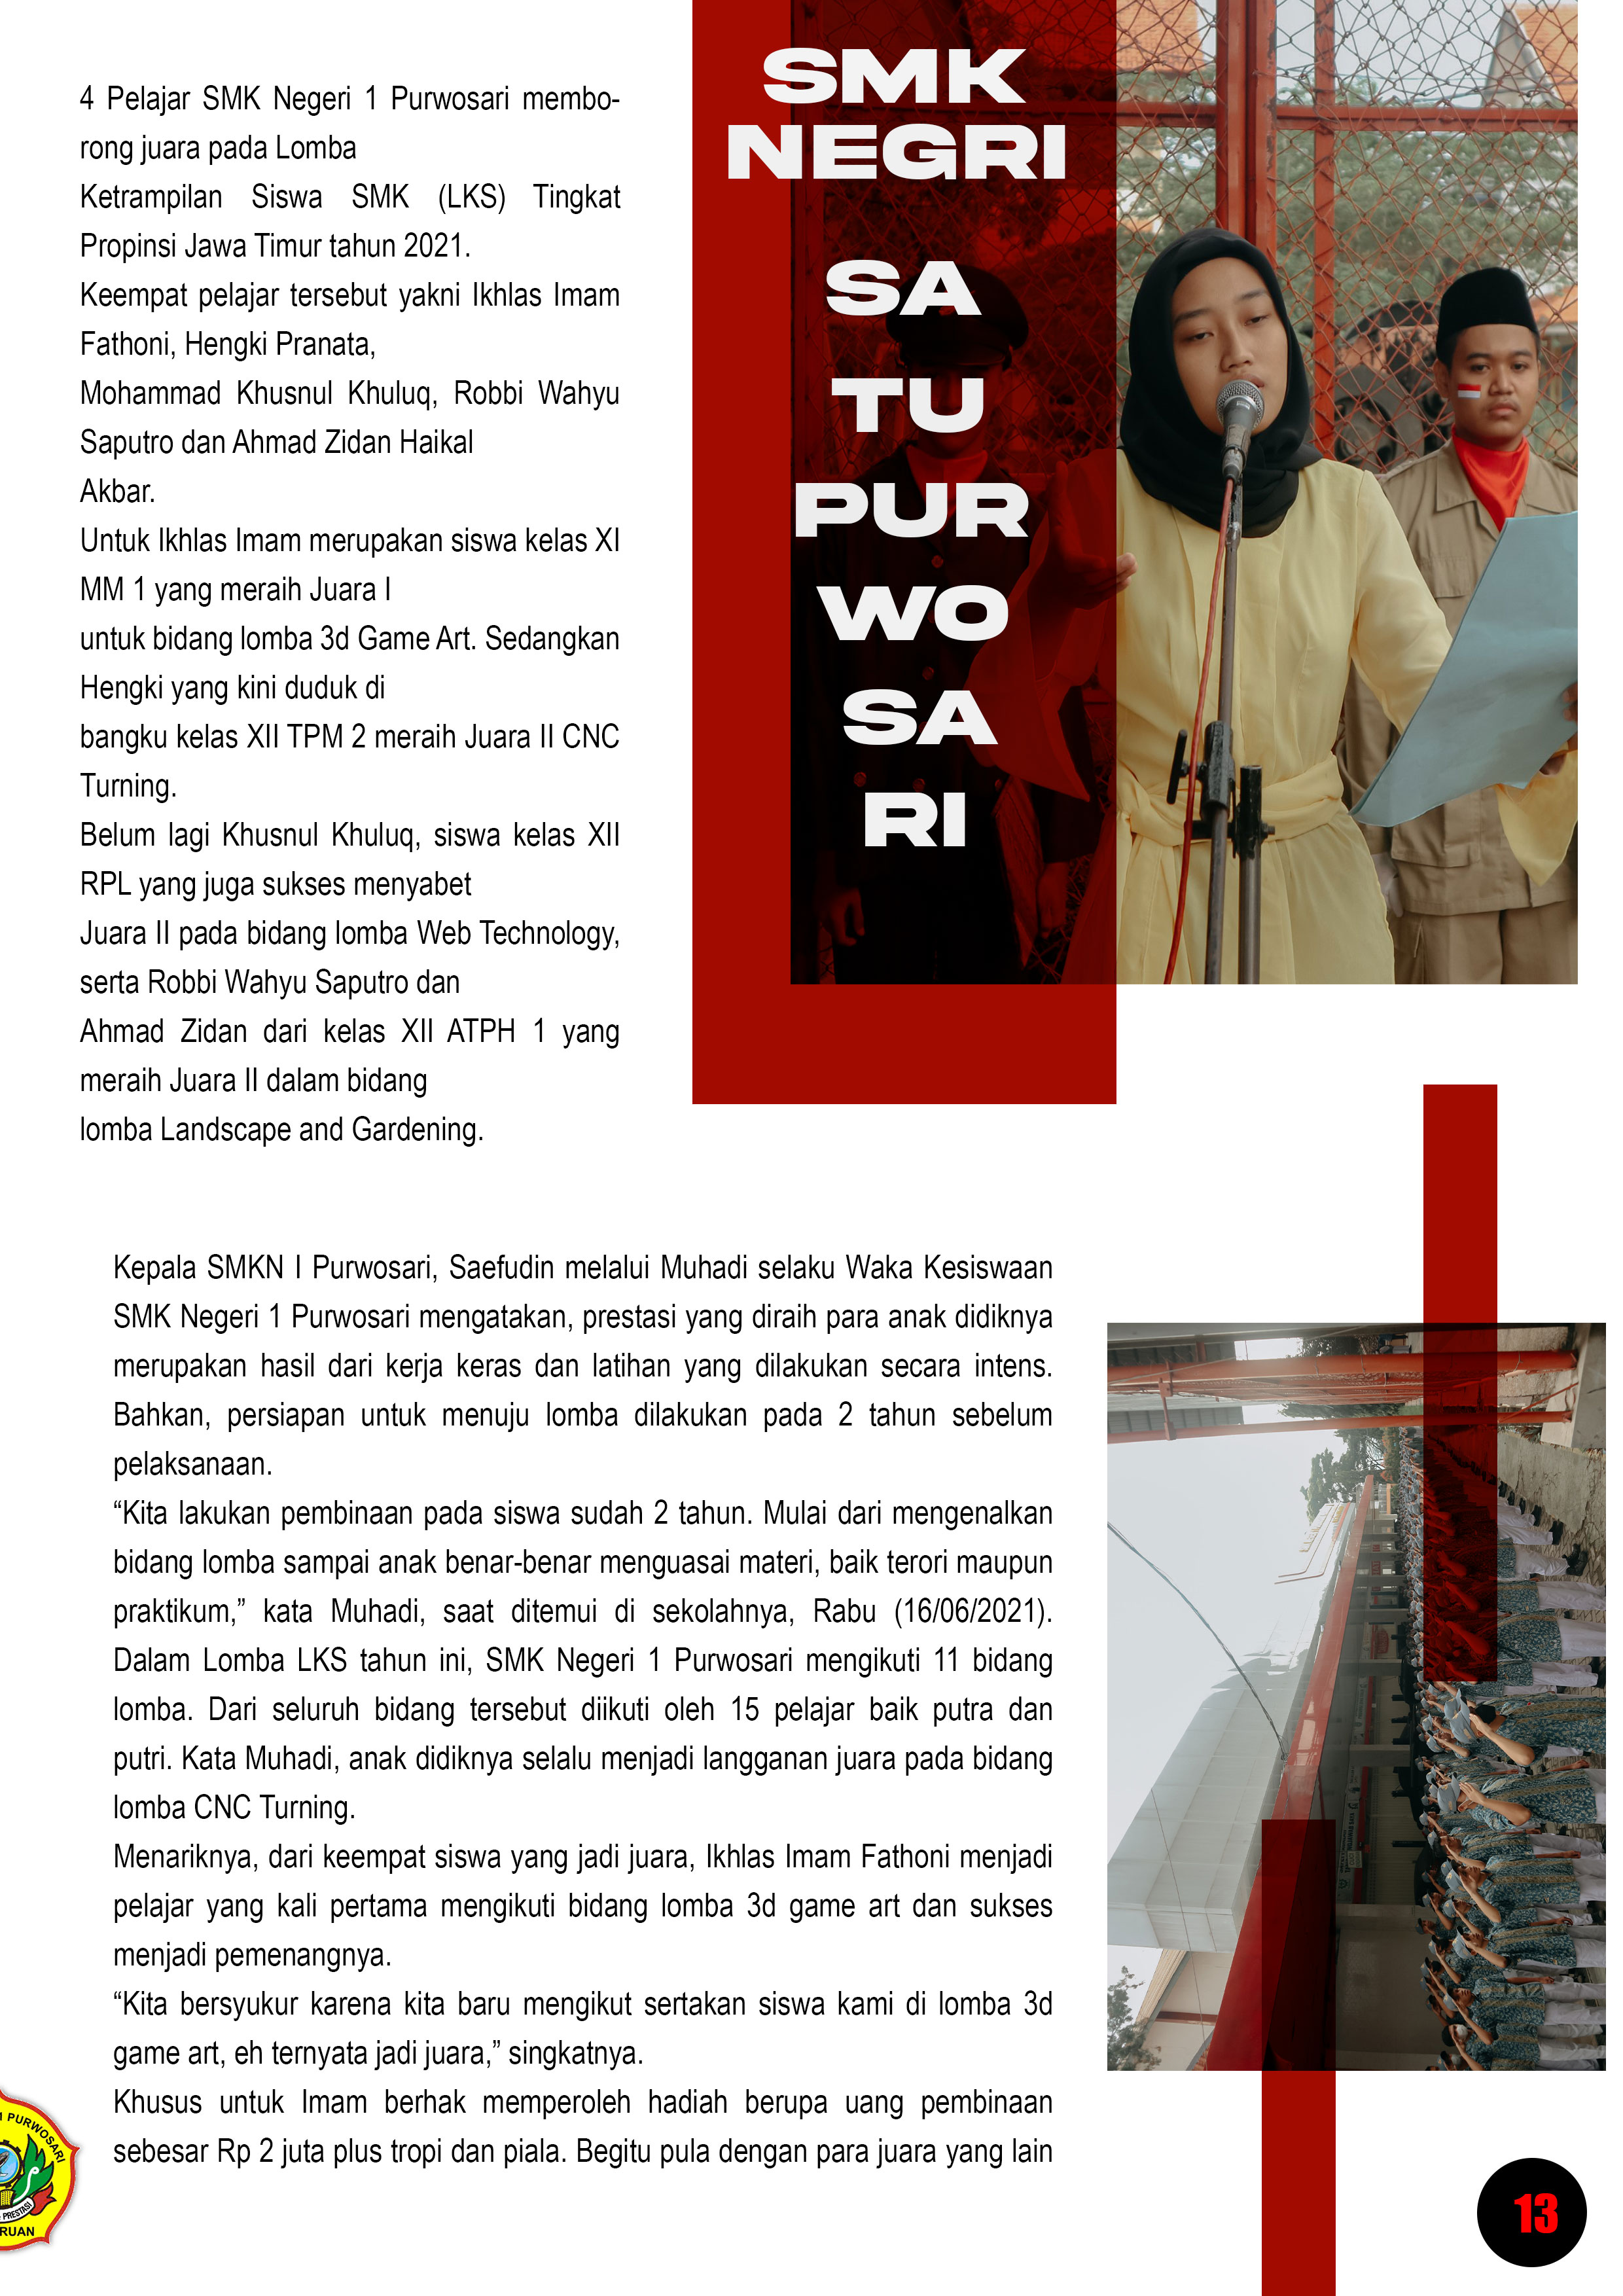 4 Pelajar SMK Negeri 1 Purwosari membo-
rong juara pada Lomba
Ketrampilan Siswa SMK (LKS) Tingkat
Propinsi Jawa Timur tahun 2021.
Keempat pelajar tersebut yakni Ikhlas Imam
Fathoni, Hengki Pranata,
Mohammad Khusnul Khuluq, Robbi Wahyu
Saputro dan Ahmad Zidan Haikal
Akbar.
Untuk Ikhlas Imam merupakan siswa kelas XI
MM 1 yang meraih Juara I
untuk bidang lomba 3d Game Art. Sedangkan
Hengki yang kini duduk di
bangku kelas XII TPM 2 meraih Juara II CNC
Turning.
Belum lagi Khusnul Khuluq, siswa kelas XII
RPL yang juga sukses menyabet
Juara II pada bidang lomba Web Technology,
serta Robbi Wahyu Saputro dan
Ahmad Zidan dari kelas XII ATPH 1 yang
meraih Juara II dalam bidang
lomba Landscape and Gardening.
SMK
NEGRI
SA
TU
PUR
WO
SA
RI
Kepala SMKN I Purwosari, Saefudin melalui Muhadi selaku Waka Kesiswaan
SMK Negeri 1 Purwosari mengatakan, prestasi yang diraih para anak didiknya
merupakan hasil dari kerja keras dan latihan yang dilakukan secara intens.
Bahkan, persiapan untuk menuju lomba dilakukan pada 2 tahun sebelum
pelaksanaan.
“Kita lakukan pembinaan pada siswa sudah 2 tahun. Mulai dari mengenalkan
bidang lomba sampai anak benar-benar menguasai materi, baik terori maupun
praktikum,” kata Muhadi, saat ditemui di sekolahnya, Rabu (16/06/2021).
Dalam Lomba LKS tahun ini, SMK Negeri 1 Purwosari mengikuti 11 bidang
lomba. Dari seluruh bidang tersebut diikuti oleh 15 pelajar baik putra dan
putri. Kata Muhadi, anak didiknya selalu menjadi langganan juara pada bidang
lomba CNC Turning.
Menariknya, dari keempat siswa yang jadi juara, Ikhlas Imam Fathoni menjadi
pelajar yang kali pertama mengikuti bidang lomba 3d game art dan sukses
menjadi pemenangnya.
“Kita bersyukur karena kita baru mengikut sertakan siswa kami di lomba 3d
game art, eh ternyata jadi juara,” singkatnya.
Khusus untuk Imam berhak memperoleh hadiah berupa uang pembinaan
sebesar Rp 2 juta plus tropi dan piala. Begitu pula dengan para juara yang lain
PURWOSARI
PRESTASI
RUAN
13